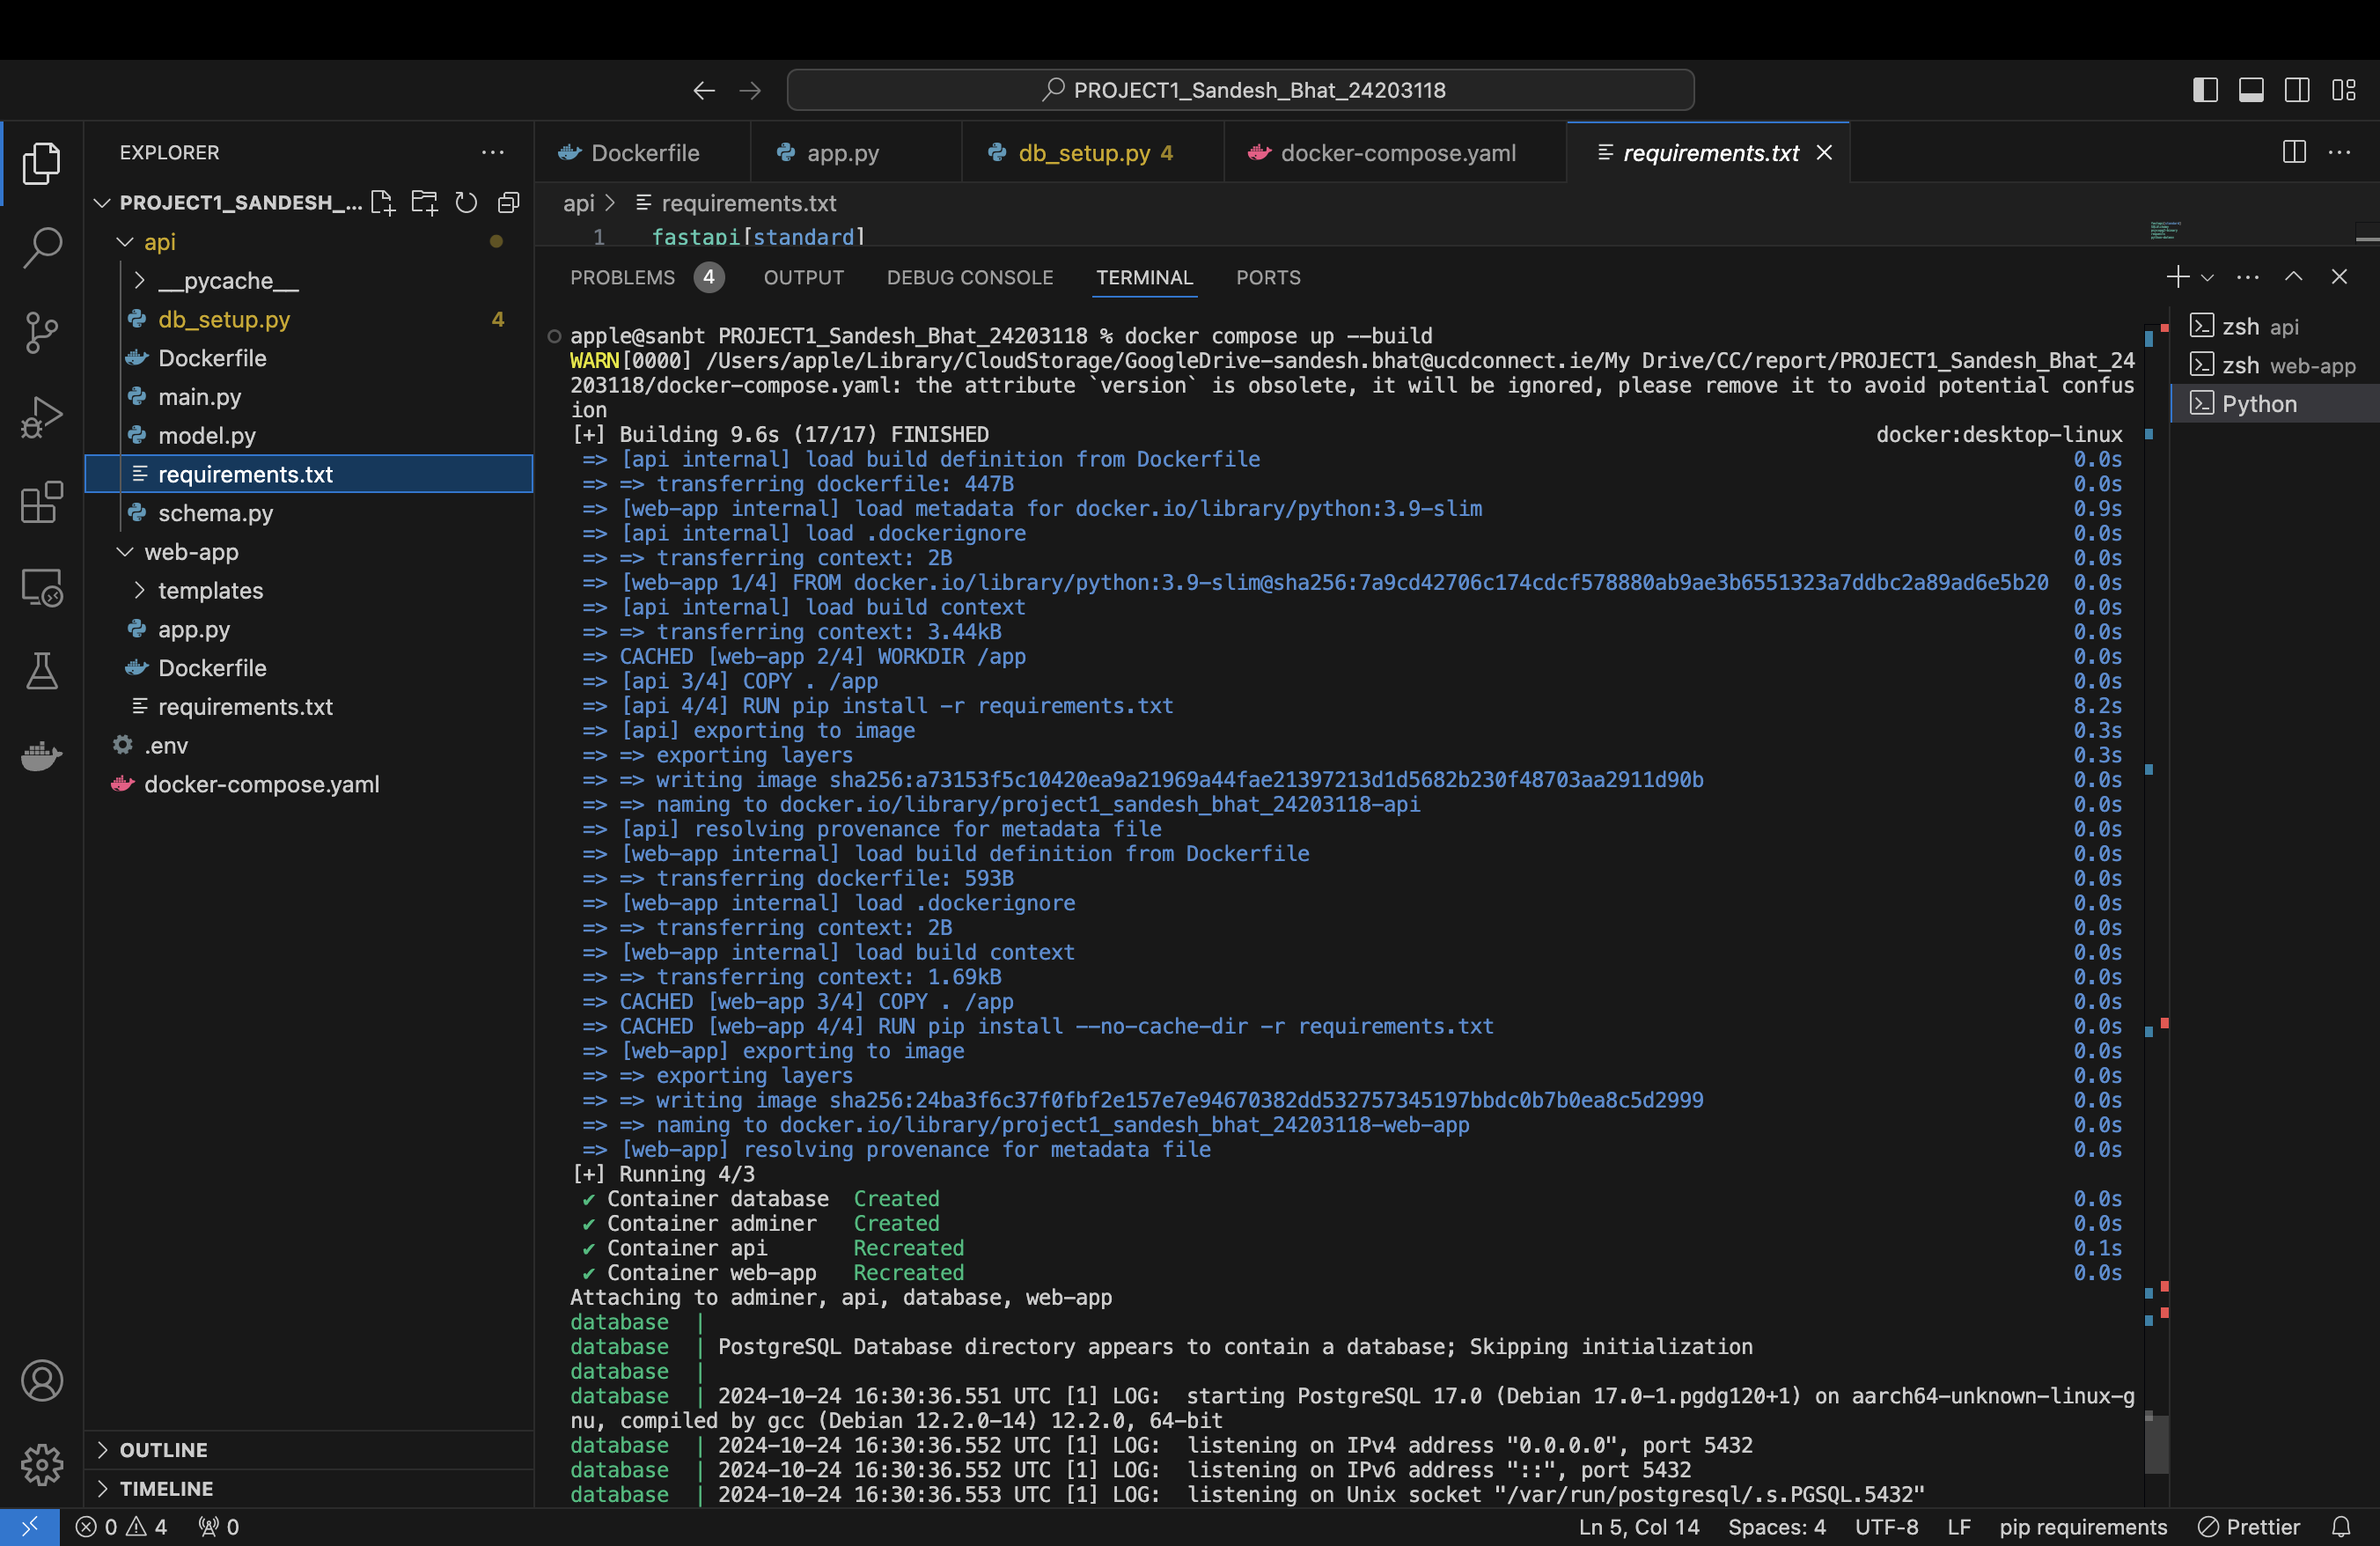 PROJECT1_Sandesh_Bhat_24203118
EXPLORER
PROJECT1_SANDESH_...
api
__pycache__
db_setup.py 4
Dockerfile
main.py
model.py
requirements.txt
schema.py
web-app
templates
app.py
Dockerfile
requirements.txt
.env
docker-compose.yaml
OUTLINE
TIMELINE
Dockerfile
app.py
db_setup.py 4
docker-compose.yaml
requirements.txt
api > requirements.txt
1 fastapi[standard]
PROBLEMS 4 OUTPUT DEBUG CONSOLE TERMINAL PORTS
zsh api
zsh web-app
Python
apple@sanbt PROJECT1_Sandesh_Bhat_24203118 % docker compose up --build
WARN[0000] /Users/apple/Library/CloudStorage/GoogleDrive-sandesh.bhat@ucdconnect.ie/My Drive/CC/report/PROJECT1_Sandesh_Bhat_24
203118/docker-compose.yaml: the attribute `version` is obsolete, it will be ignored, please remove it to avoid potential confus
ion
[+] Building 9.6s (17/17) FINISHED docker:desktop-linux
=> [api internal] load build definition from Dockerfile 0.0s
=> => transferring dockerfile: 447B 0.0s
=> [web-app internal] load metadata for docker.io/library/python:3.9-slim 0.9s
=> [api internal] load .dockerignore 0.0s
=> => transferring context: 2B 0.0s
=> [web-app 1/4] FROM docker.io/library/python:3.9-slim@sha256:7a9cd42706c174cdcf578880ab9ae3b6551323a7ddbc2a89ad6e5b20 0.0s
=> [api internal] load build context 0.0s
=> => transferring context: 3.44kB 0.0s
=> CACHED [web-app 2/4] WORKDIR /app 0.0s
=> [api 3/4] COPY . /app 0.0s
=> [api 4/4] RUN pip install -r requirements.txt 8.2s
=> [api] exporting to image 0.3s
=> => exporting layers 0.3s
=> => writing image sha256:a73153f5c10420ea9a21969a44fae21397213d1d5682b230f48703aa2911d90b 0.0s
=> => naming to docker.io/library/project1_sandesh_bhat_24203118-api 0.0s
=> [api] resolving provenance for metadata file 0.0s
=> [web-app internal] load build definition from Dockerfile 0.0s
=> => transferring dockerfile: 593B 0.0s
=> [web-app internal] load .dockerignore 0.0s
=> => transferring context: 2B 0.0s
=> [web-app internal] load build context 0.0s
=> => transferring context: 1.69kB 0.0s
=> CACHED [web-app 3/4] COPY . /app 0.0s
=> CACHED [web-app 4/4] RUN pip install --no-cache-dir -r requirements.txt 0.0s
=> [web-app] exporting to image 0.0s
=> => exporting layers 0.0s
=> => writing image sha256:24ba3f6c37f0fbf2e157e7e94670382dd532757345197bbdc0b7b0ea8c5d2999 0.0s
=> => naming to docker.io/library/project1_sandesh_bhat_24203118-web-app 0.0s
=> [web-app] resolving provenance for metadata file 0.0s
[+] Running 4/3
✔ Container database Created 0.0s
✔ Container adminer Created 0.0s
✔ Container api Recreated 0.1s
✔ Container web-app Recreated 0.0s
Attaching to adminer, api, database, web-app
database |
database | PostgreSQL Database directory appears to contain a database; Skipping initialization
database |
database | 2024-10-24 16:30:36.551 UTC [1] LOG: starting PostgreSQL 17.0 (Debian 17.0-1.pgdg120+1) on aarch64-unknown-linux-g
nu, compiled by gcc (Debian 12.2.0-14) 12.2.0, 64-bit
database | 2024-10-24 16:30:36.552 UTC [1] LOG: listening on IPv4 address "0.0.0.0", port 5432
database | 2024-10-24 16:30:36.552 UTC [1] LOG: listening on IPv6 address "::", port 5432
database | 2024-10-24 16:30:36.553 UTC [1] LOG: listening on Unix socket "/var/run/postgresql/.s.PGSQL.5432"
0 4 0
Ln 5, Col 14 Spaces: 4 UTF-8 LF pip requirements Prettier